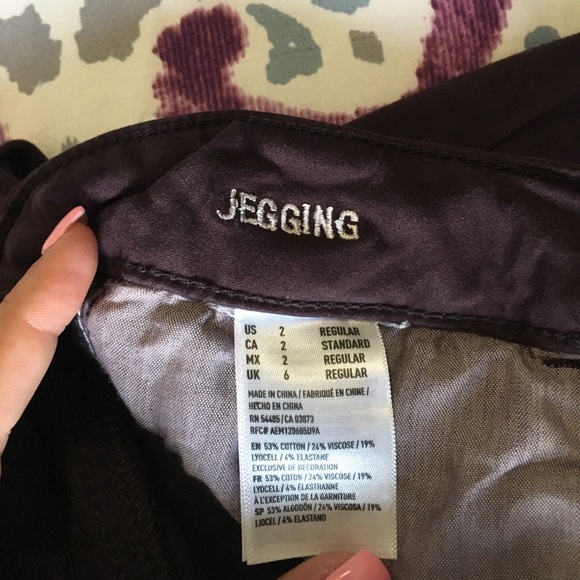 JEGGING
US 2 REGULAR
CA 2 STANDARD
MX 2 REGULAR
UK 6 REGULAR
MADE IN CHINA / FABRIQUÉ EN CHINE /
HECHO EN CHINA
RN 54485 / CA 03873
RFC# AEM120605U9A
EN 53% COTTON / 24% VISCOSE / 19%
LYOCELL / 4% ELASTANE
EXCLUSIVE OF DECORATION
FR 53% COTON / 24% VISCOSE / 19%
LYOCELL / 4% ÉLASTHANNE
À L'EXCEPTION DE LA GARNITURE
SP 53% ALGODÓN / 24% VISCOSA / 19%
LIOCEL / 4% ELASTANO